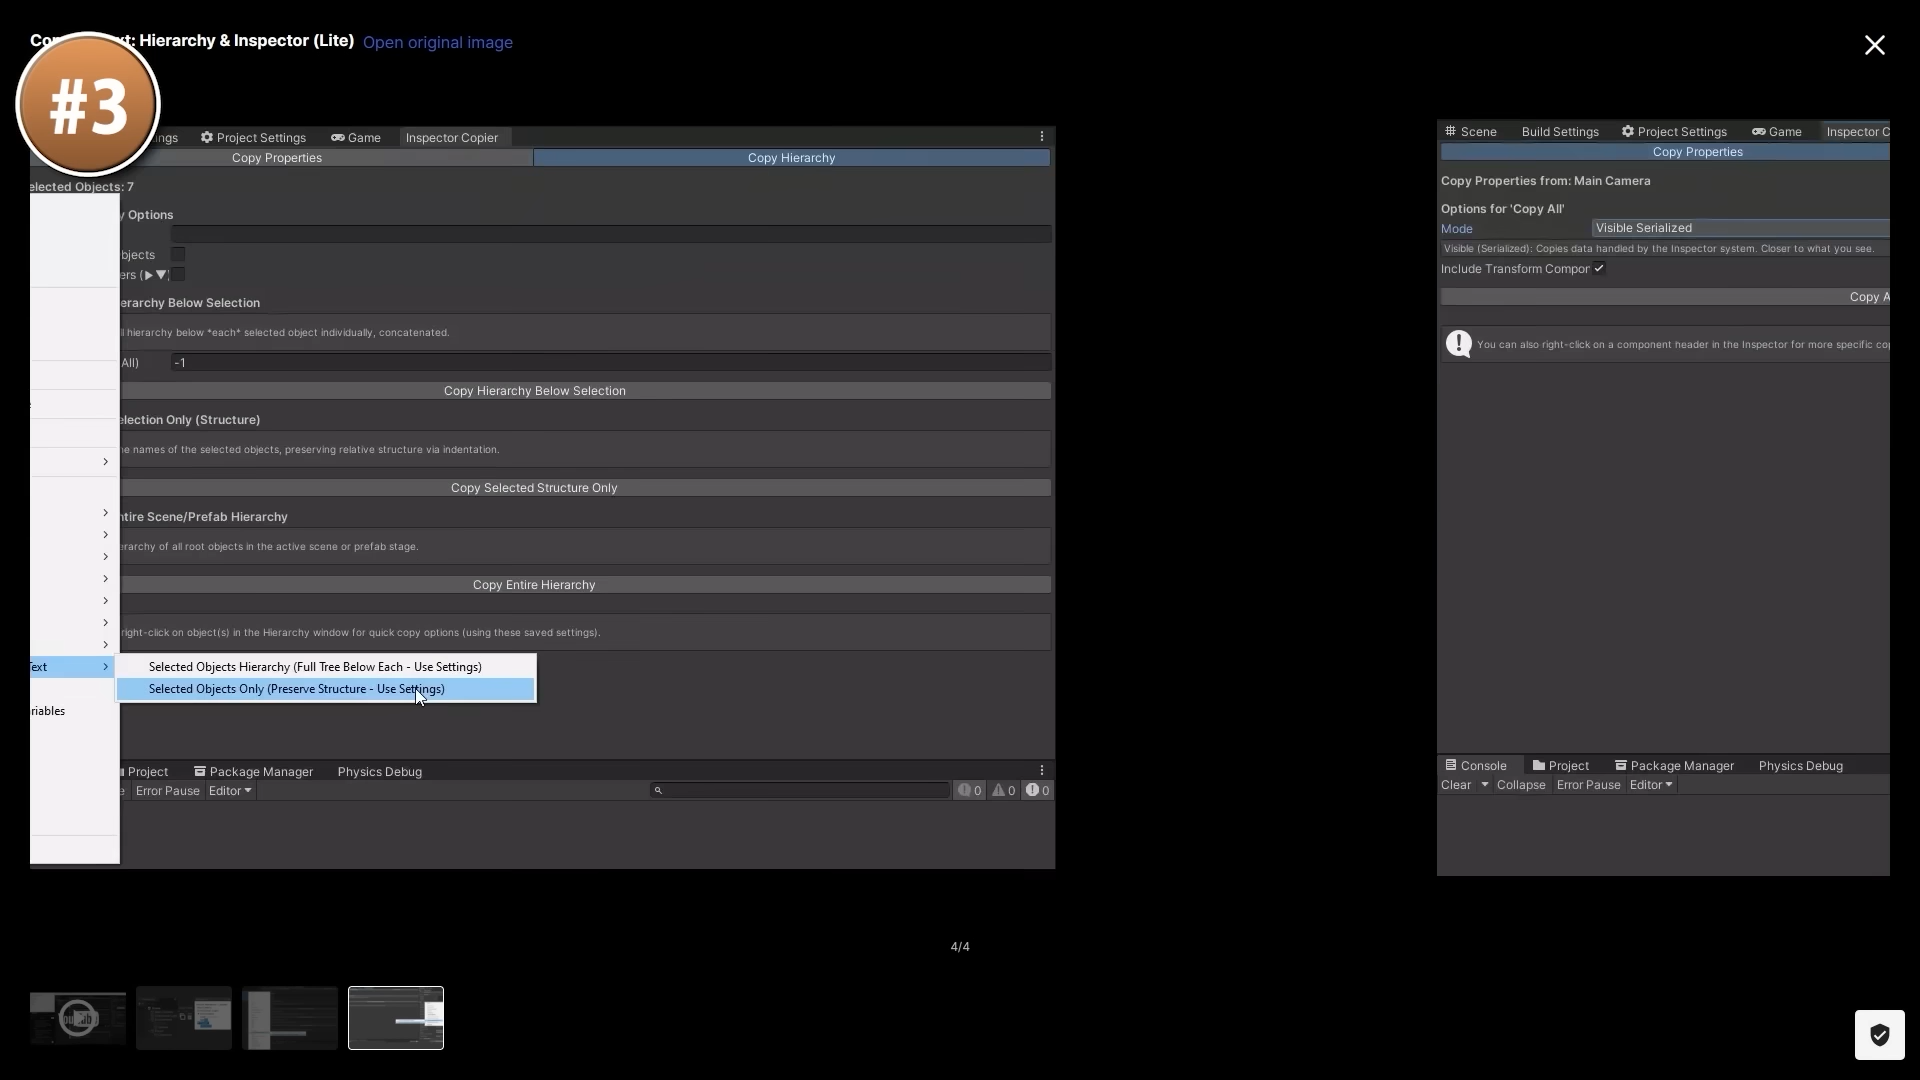 t: Hierarchy & Inspector (Lite) Open original image
#3
ngs Project Settings Game Inspector Copier
Copy Properties Copy Hierarchy
elected Objects: 7
y Options
bjects
ers (▶▼)
erarchy Below Selection
l hierarchy below *each* selected object individually, concatenated.
All) -1
Copy Hierarchy Below Selection
election Only (Structure)
e names of the selected objects, preserving relative structure via indentation.
Copy Selected Structure Only
ntire Scene/Prefab Hierarchy
erarchy of all root objects in the active scene or prefab stage.
Copy Entire Hierarchy
right-click on object(s) in the Hierarchy window for quick copy options (using these saved settings).
Text Selected Objects Hierarchy (Full Tree Below Each - Use Settings)
Selected Objects Only (Preserve Structure - Use Settings)
riables
Project Package Manager Physics Debug
e Error Pause Editor 0 0 0
Scene Build Settings Project Settings Game Inspector C
Copy Properties
Copy Properties from: Main Camera
Options for 'Copy All'
Mode Visible Serialized
Visible (Serialized): Copies data handled by the Inspector system. Closer to what you see.
Include Transform Compor
Copy A
You can also right-click on a component header in the Inspector for more specific cop
Console Project Package Manager Physics Debug
Clear Collapse Error Pause Editor
4/4